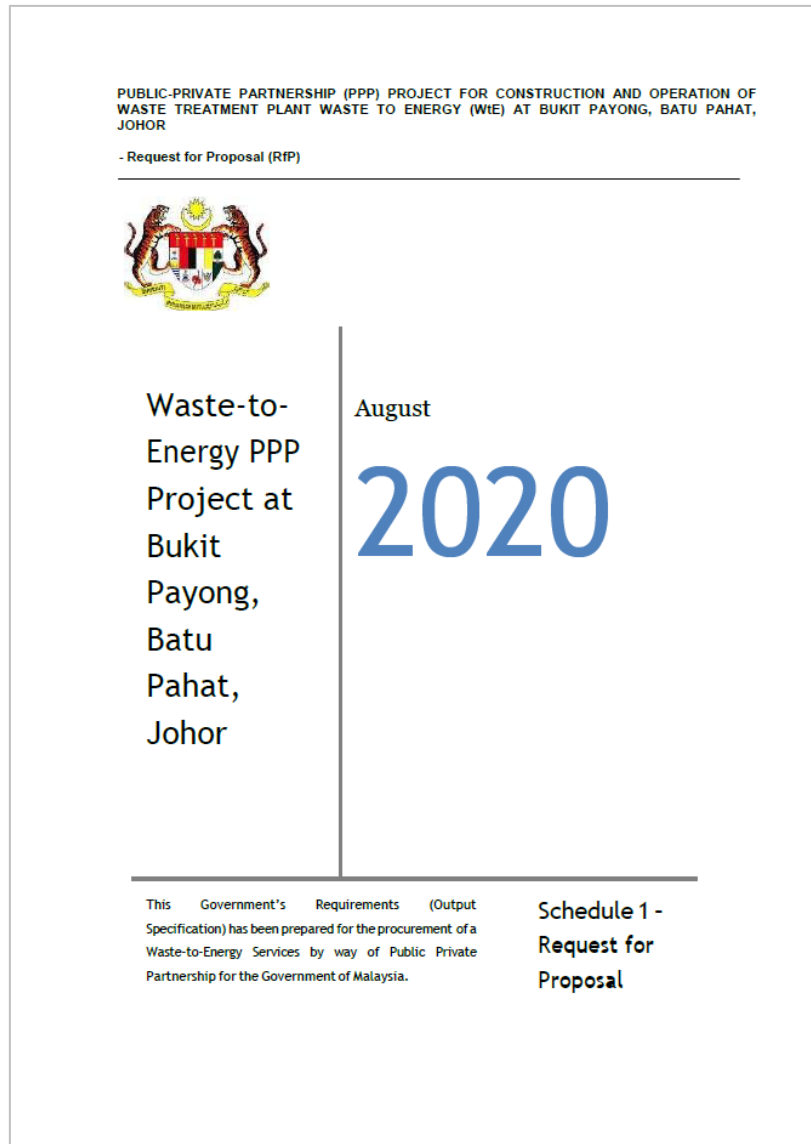 PUBLIC-PRIVATE PARTNERSHIP (PPP) PROJECT FOR CONSTRUCTION AND OPERATION OF
WASTE TREATMENT PLANT WASTE TO ENERGY (WtE) AT BUKIT PAYONG, BATU PAHAT,
JOHOR
- Request for Proposal (RfP)
Waste-to-
Energy PPP
Project at
Bukit
Payong,
Batu
Pahat,
Johor
August
2020
This Government's Requirements (Output
Specification) has been prepared for the procurement of a
Waste-to-Energy Services by way of Public Private
Partnership for the Government of Malaysia.
Schedule 1 –
Request for
Proposal